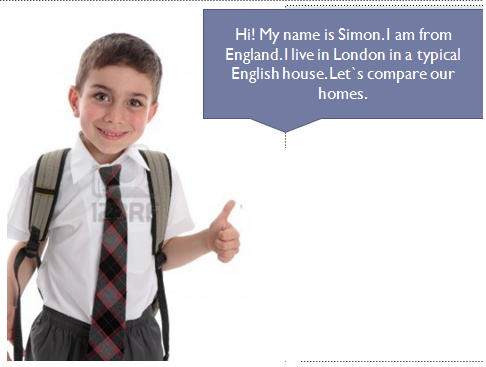 Hi! My name is Simon. I am from
England. I live in London in a typical
English house. Let`s compare our
homes.
123RF